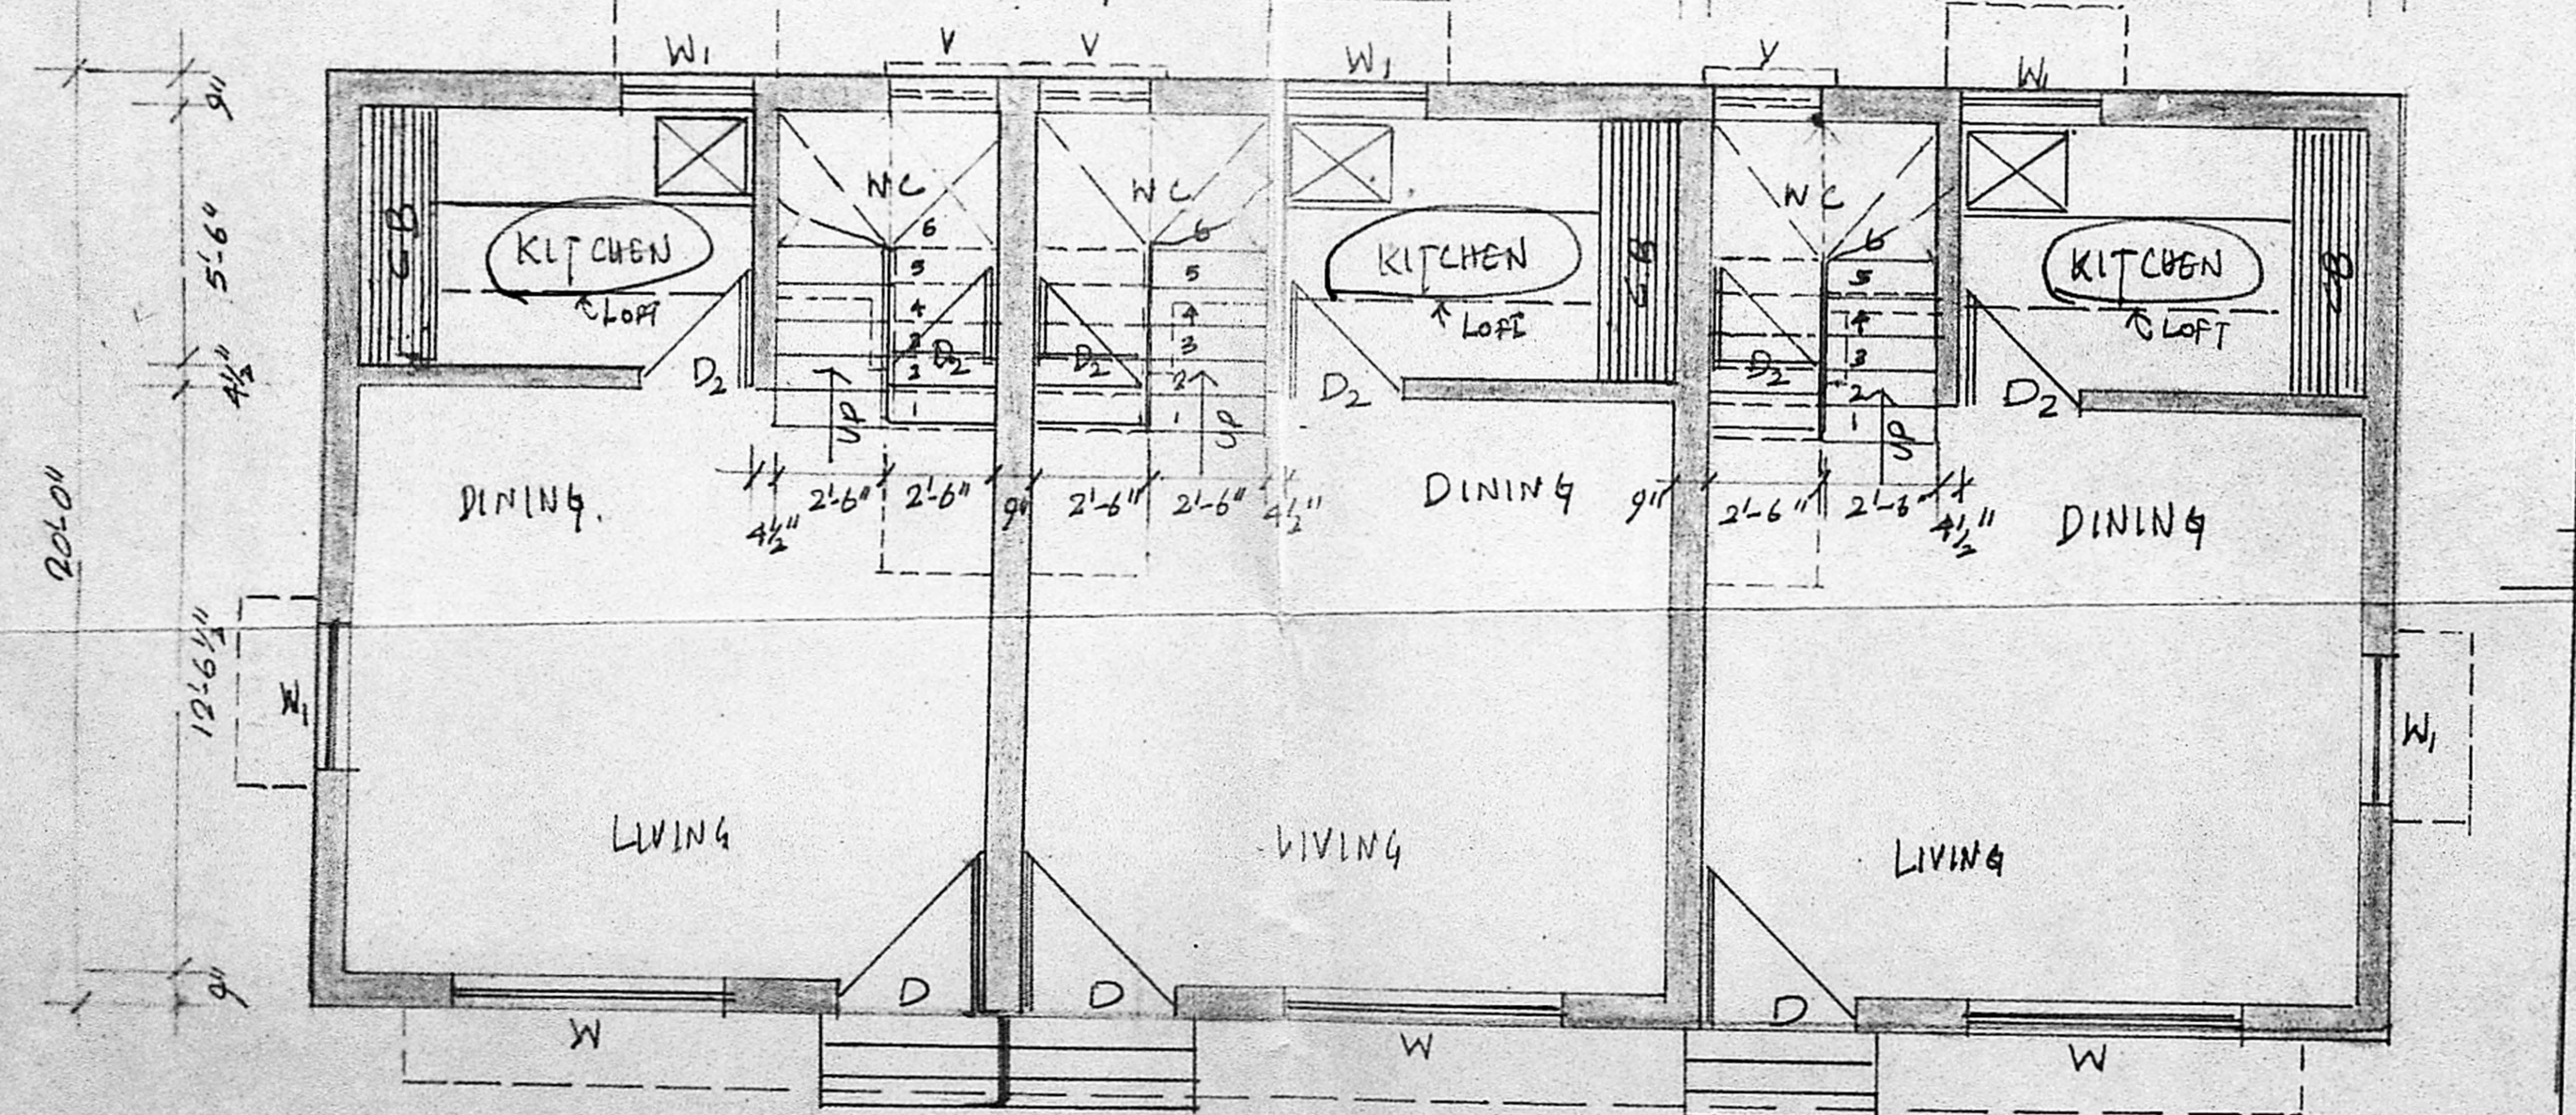 W1
V
V
W1
V
W1
9"
5'-6"
4½"
20'-0"
12'-6½"
9"
CB
KITCHEN
LOFT
D2
WC
6
5
4
3
2
1
D2
UP
WC
6
5
4
3
2
1
D2
UP
KITCHEN
LOFT
D2
CB
WC
6
5
4
3
2
1
D2
UP
KITCHEN
LOFT
D2
CB
DINING.
4½"
2'-6"
2'-6"
9"
2'-6"
2'-6"
4½"
DINING
9"
2'-6"
2'-6"
4½"
DINING
W1
W1
LIVING
LIVING
LIVING
D
D
D
W
W
W